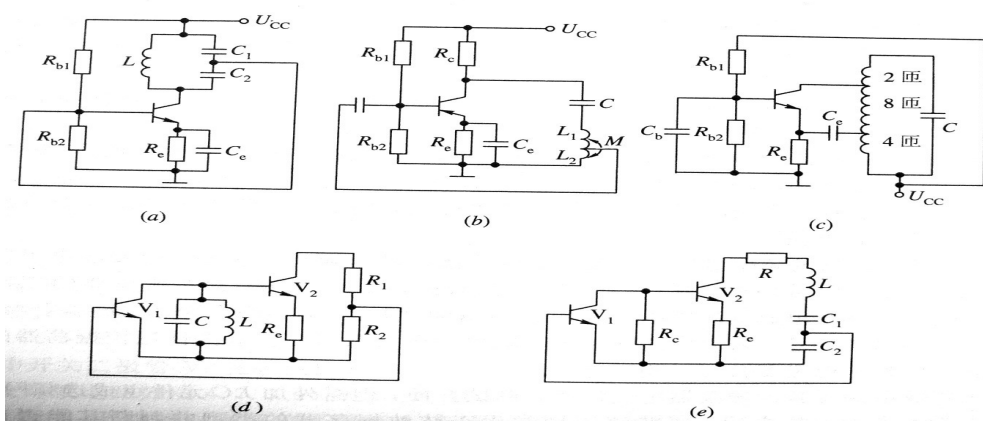 U_CC
R_b1
L
C_1
C_2
R_b2
R_e
C_e
(a)
U_CC
R_b1
R_c
C
L_1
M
L_2
R_b2
R_e
C_e
(b)
R_b1
2 匝
8 匝
C_e
C
4 匝
C_b
R_b2
R_e
U_CC
(c)
V_1
V_2
R_1
C
L
R_e
R_2
(d)
V_1
V_2
R
L
C_1
R_c
R_e
C_2
(e)